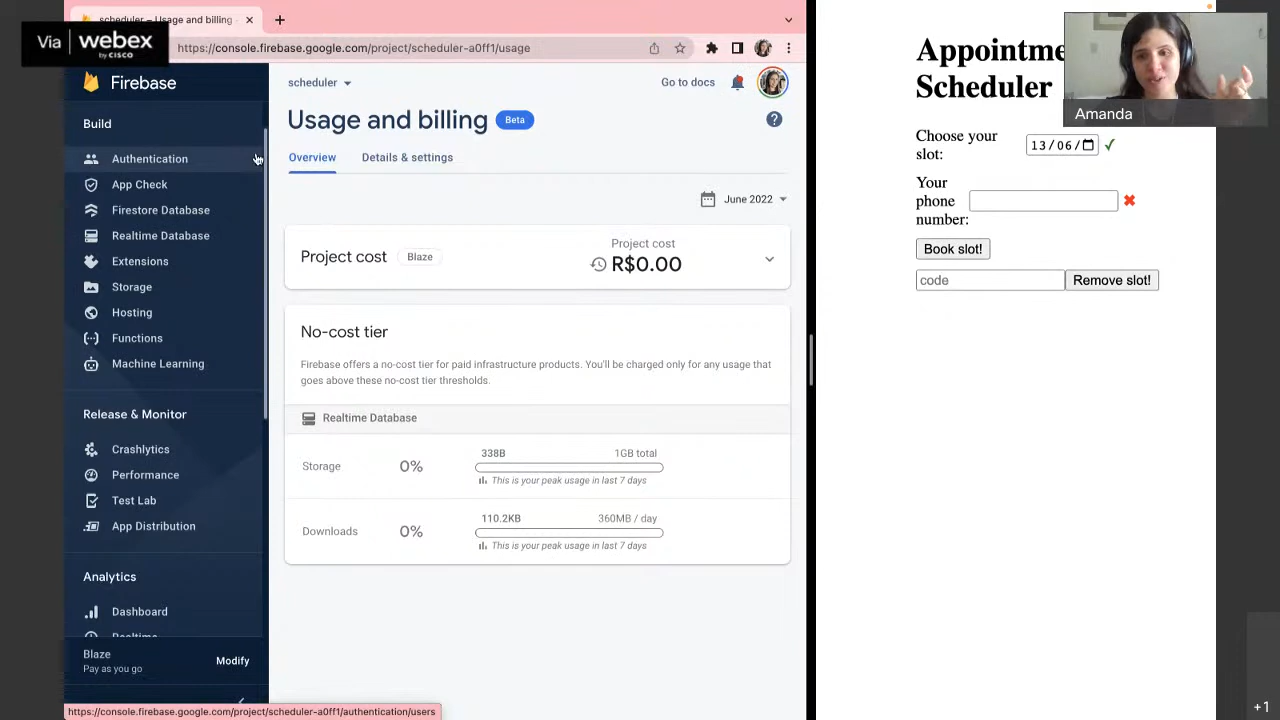 scheduler – Usage and billing -
Via webex
by CISCO
https://console.firebase.google.com/project/scheduler-a0ff1/usage
Firebase
scheduler
Go to docs
Build
Authentication
App Check
Firestore Database
Realtime Database
Extensions
Storage
Hosting
Functions
Machine Learning
Release & Monitor
Crashlytics
Performance
Test Lab
App Distribution
Analytics
Dashboard
Realtime
Blaze
Pay as you go
Modify
https://console.firebase.google.com/project/scheduler-a0ff1/authentication/users
Usage and billing Beta
Overview Details & settings
June 2022
Project cost Blaze
Project cost
R$0.00
No-cost tier
Firebase offers a no-cost tier for paid infrastructure products. You'll be charged only for any usage that
goes above these no-cost tier thresholds.
Realtime Database
Storage 0% 338B 1GB total
This is your peak usage in last 7 days
Downloads 0% 110.2KB 360MB / day
This is your peak usage in last 7 days
Appointme
Scheduler
Amanda
Choose your
slot:
13/06/
Your
phone
number:
Book slot!
code
Remove slot!
+1